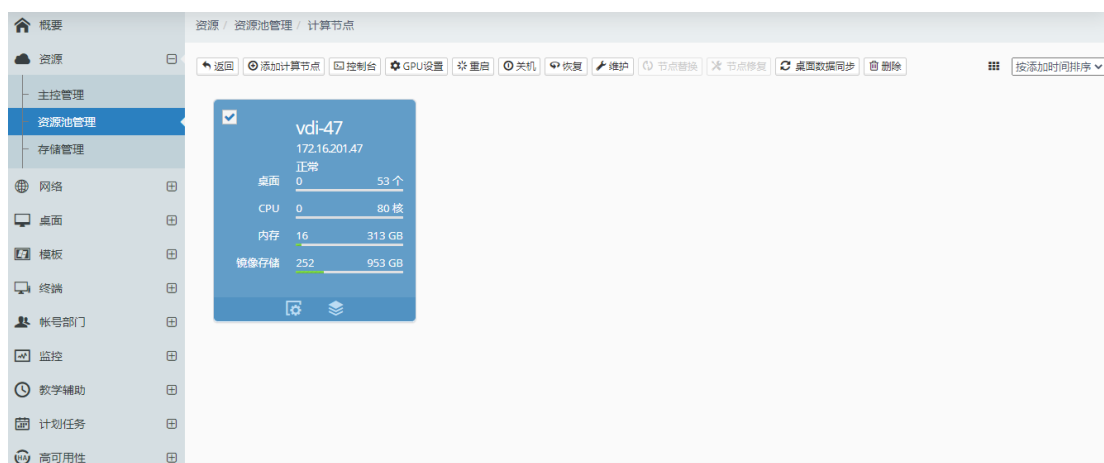 概要
资源 / 资源池管理 / 计算节点
资源
返回 添加计算节点 控制台 GPU设置 重启 关机 恢复 维护 节点替换 节点修复 桌面数据同步 删除 按添加时间排序
主控管理
资源池管理
存储管理
网络
桌面
模板
终端
帐号部门
监控
教学辅助
计划任务
HA 高可用性
vdi-47
172.16.201.47
正常
桌面 0 53 个
CPU 0 80 核
内存 16 313 GB
镜像存储 252 953 GB